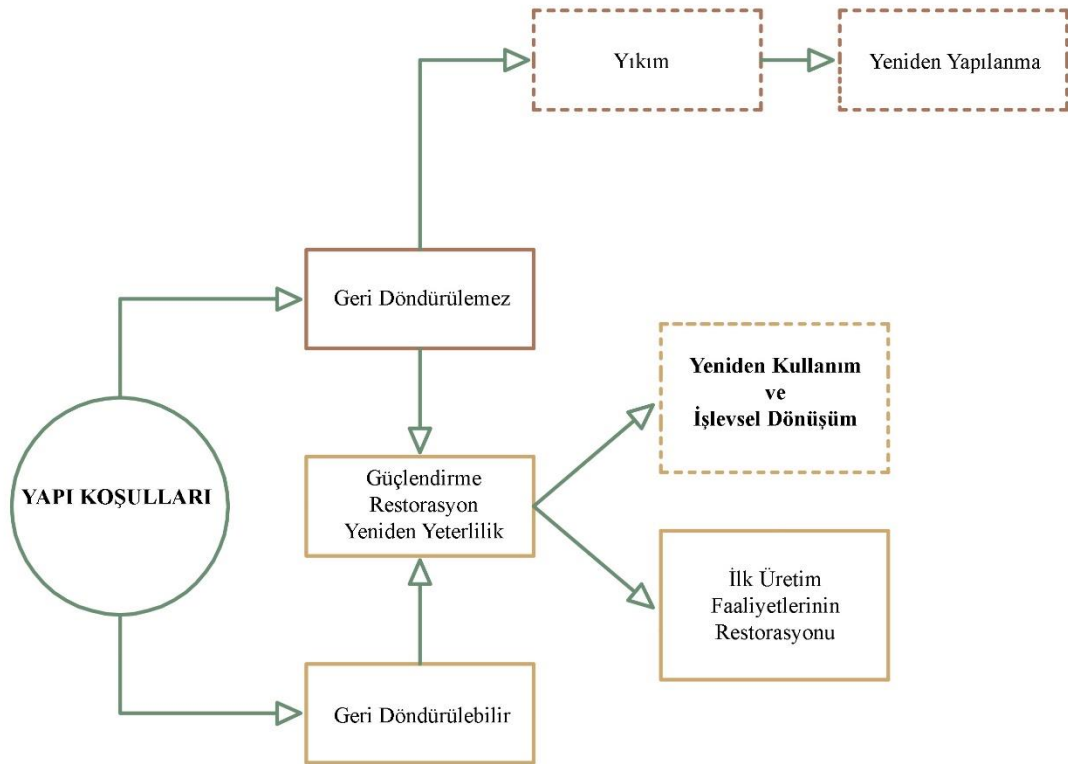 Yıkım
Yeniden Yapılanma
Geri Döndürülemez
Yeniden Kullanım
ve
İşlevsel Dönüşüm
YAPI KOŞULLARI
Güçlendirme
Restorasyon
Yeniden Yeterlilik
İlk Üretim
Faaliyetlerinin
Restorasyonu
Geri Döndürülebilir